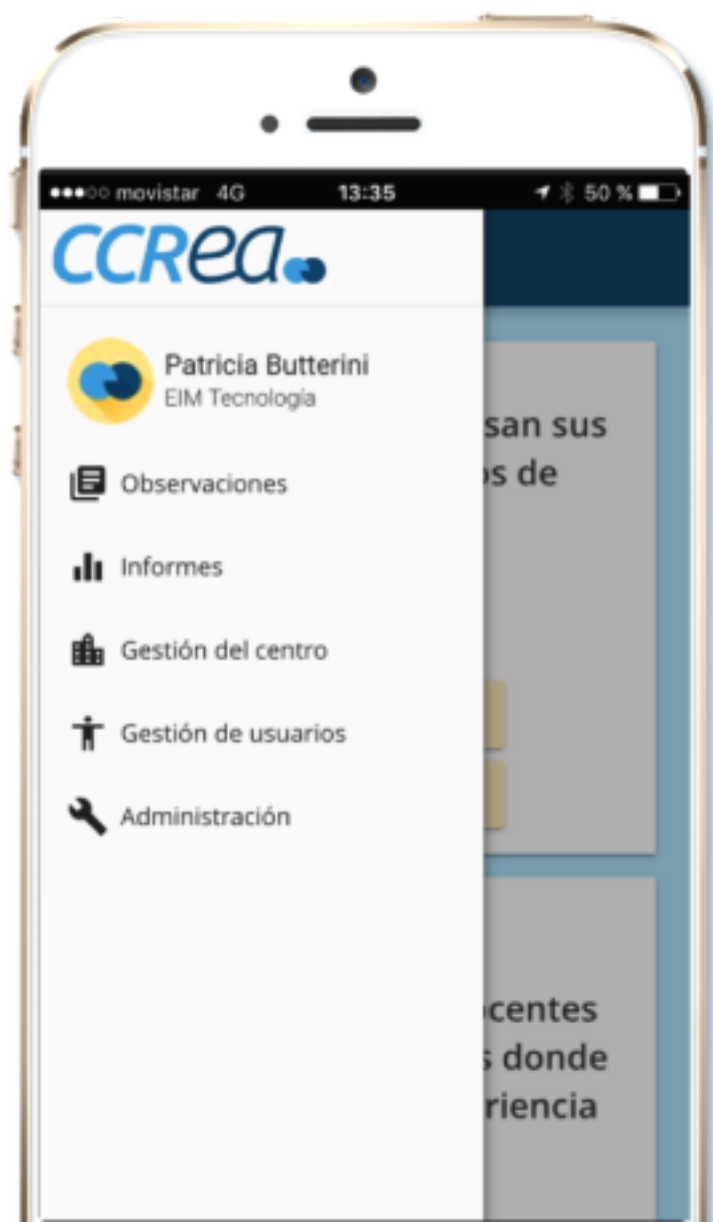 movistar 4G 13:35 50 %
CCRea
Patricia Butterini
EIM Tecnología
Observaciones
Informes
Gestión del centro
Gestión de usuarios
Administración
san sus
os de
ocentes
s donde
riencia